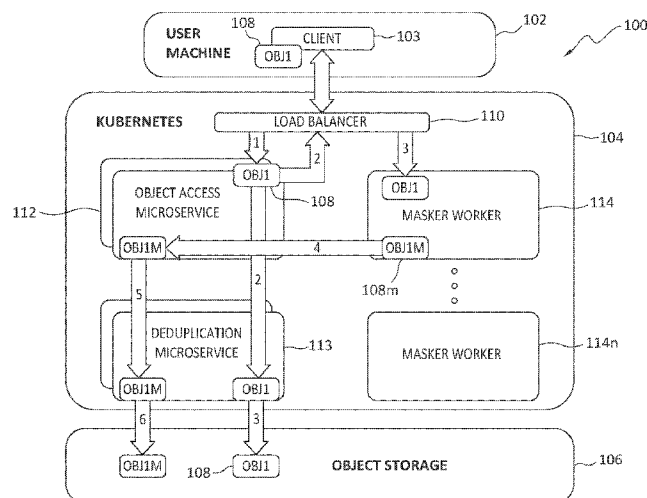 108
USER
MACHINE
CLIENT
103
OBJ1
102
100
KUBERNETES
LOAD BALANCER
110
104
1
2
3
OBJ1
108
OBJ1
112
OBJECT ACCESS
MICROSERVICE
MASKER WORKER
114
OBJ1M
4
OBJ1M
108m
5
2
DEDUPLICATION
MICROSERVICE
113
MASKER WORKER
114n
OBJ1M
OBJ1
6
3
OBJ1M
108
OBJ1
OBJECT STORAGE
106